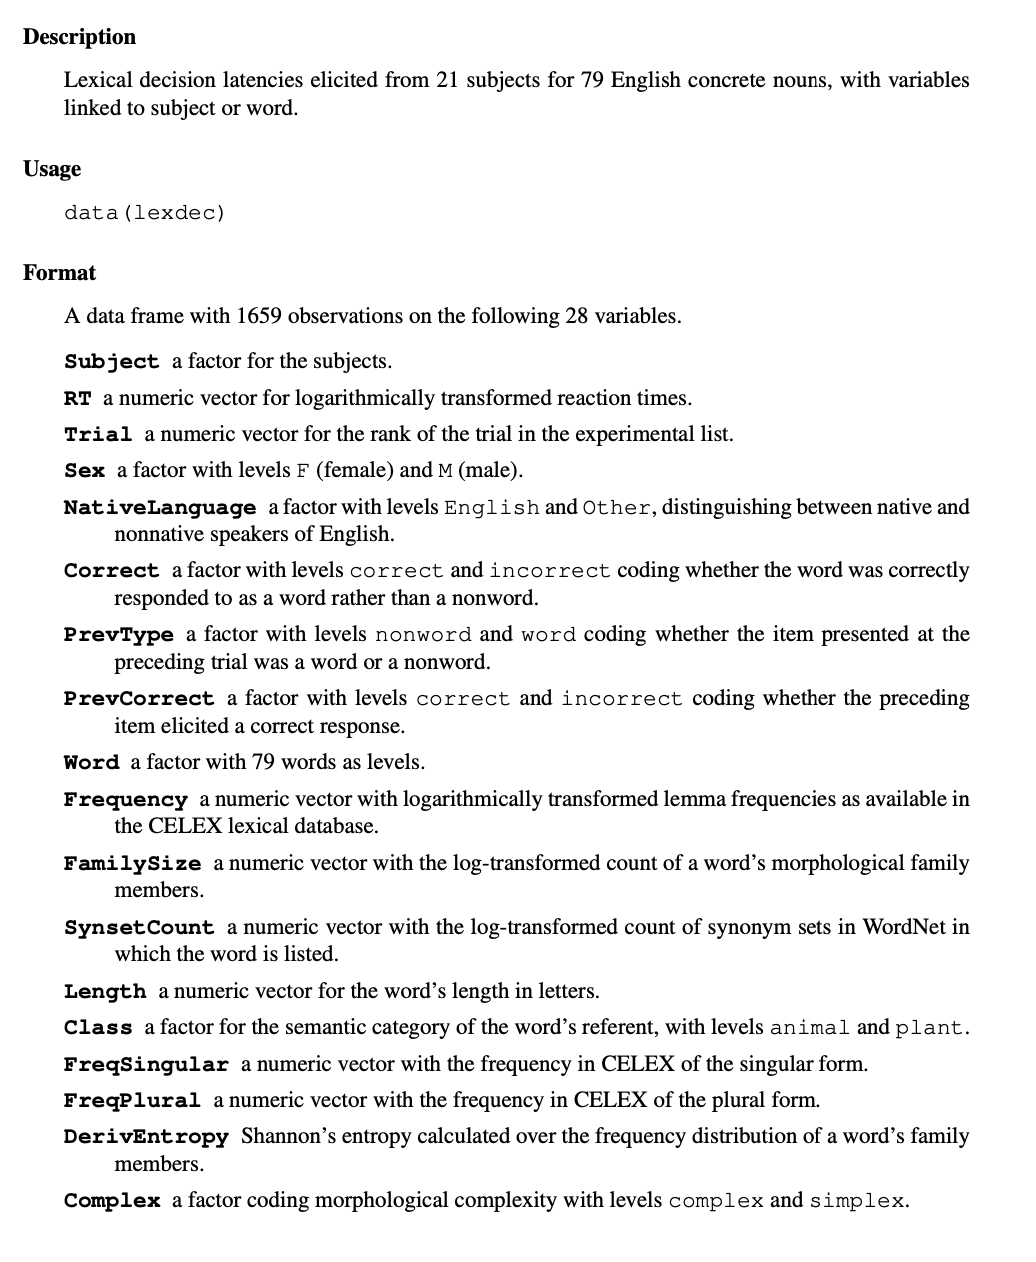 Description
Lexical decision latencies elicited from 21 subjects for 79 English concrete nouns, with variables
linked to subject or word.
Usage
data(lexdec)
Format
A data frame with 1659 observations on the following 28 variables.
Subject a factor for the subjects.
RT a numeric vector for logarithmically transformed reaction times.
Trial a numeric vector for the rank of the trial in the experimental list.
Sex a factor with levels F (female) and M (male).
NativeLanguage a factor with levels English and Other, distinguishing between native and
nonnative speakers of English.
Correct a factor with levels correct and incorrect coding whether the word was correctly
responded to as a word rather than a nonword.
PrevType a factor with levels nonword and word coding whether the item presented at the
preceding trial was a word or a nonword.
PrevCorrect a factor with levels correct and incorrect coding whether the preceding
item elicited a correct response.
Word a factor with 79 words as levels.
Frequency a numeric vector with logarithmically transformed lemma frequencies as available in
the CELEX lexical database.
FamilySize a numeric vector with the log-transformed count of a word's morphological family
members.
SynsetCount a numeric vector with the log-transformed count of synonym sets in WordNet in
which the word is listed.
Length a numeric vector for the word's length in letters.
Class a factor for the semantic category of the word's referent, with levels animal and plant.
FreqSingular a numeric vector with the frequency in CELEX of the singular form.
FreqPlural a numeric vector with the frequency in CELEX of the plural form.
DerivEntropy Shannon's entropy calculated over the frequency distribution of a word's family
members.
Complex a factor coding morphological complexity with levels complex and simplex.